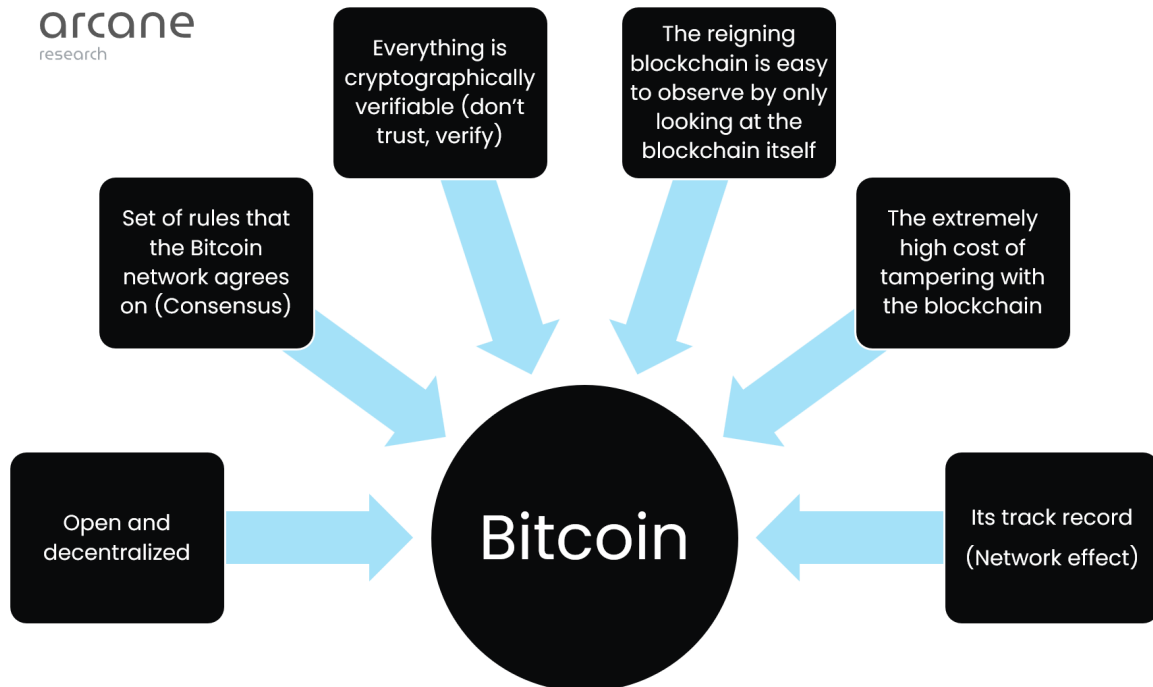 arcane
research
Everything is
cryptographically
verifiable (don't
trust, verify)
The reigning
blockchain is easy
to observe by only
looking at the
blockchain itself
Set of rules that
the Bitcoin
network agrees
on (Consensus)
The extremely
high cost of
tampering with
the blockchain
Open and
decentralized
Bitcoin
Its track record
(Network effect)